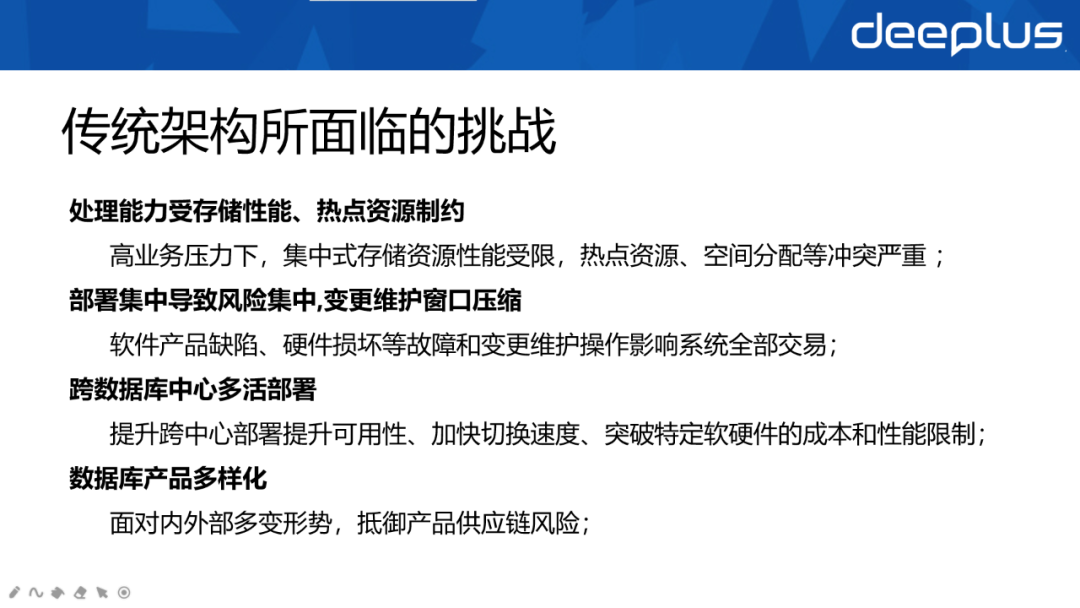 deeplus
传统架构所面临的挑战
处理能力受存储性能、热点资源制约
高业务压力下，集中式存储资源性能受限，热点资源、空间分配等冲突严重 ；
部署集中导致风险集中,变更维护窗口压缩
软件产品缺陷、硬件损坏等故障和变更维护操作影响系统全部交易；
跨数据库中心多活部署
提升跨中心部署提升可用性、加快切换速度、突破特定软硬件的成本和性能限制；
数据库产品多样化
面对内外部多变形势，抵御产品供应链风险；